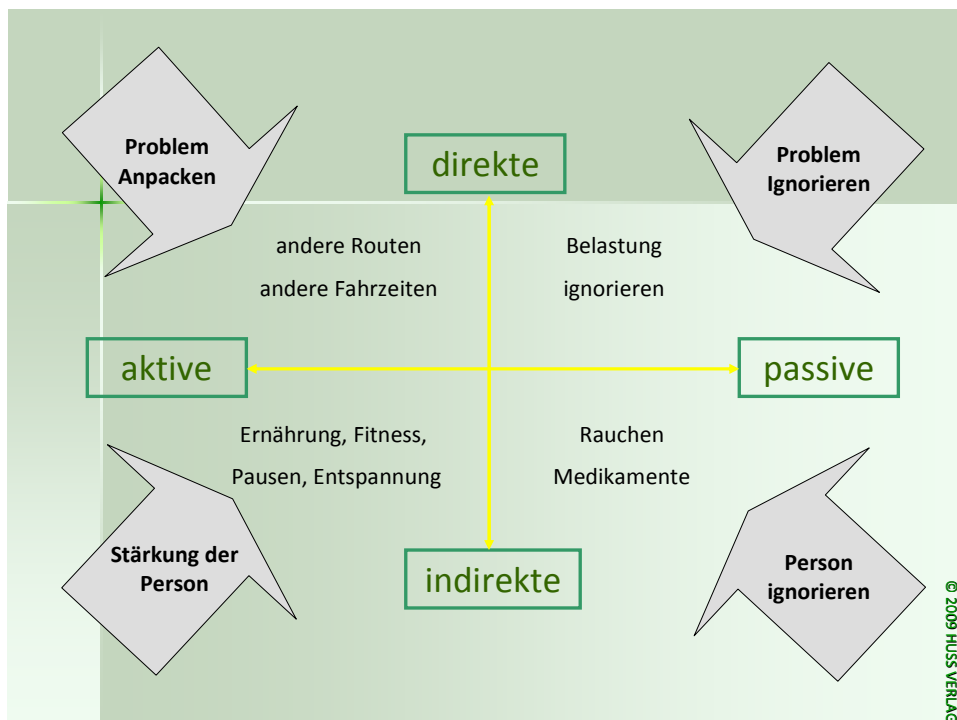 Problem
Anpacken
direkte
Problem
Ignorieren
andere Routen
andere Fahrzeiten
Belastung
ignorieren
aktive
passive
Ernährung, Fitness,
Pausen, Entspannung
Rauchen
Medikamente
Stärkung der
Person
indirekte
Person
ignorieren
© 2009 HUSS VERLAG